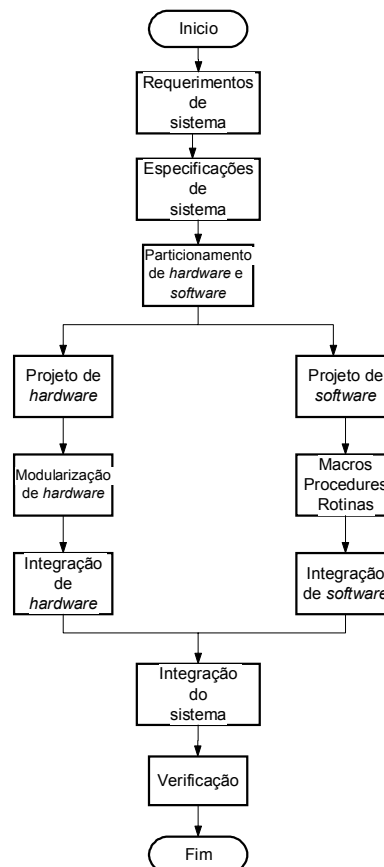 Inicio
Requerimentos
de
sistema
Especificações
de
sistema
Particionamento
de hardware e
software
Projeto de
hardware
Projeto de
software
Modularização
de hardware
Macros
Procedures
Rotinas
Integração
de
hardware
Integração
de software
Integração
do
sistema
Verificação
Fim